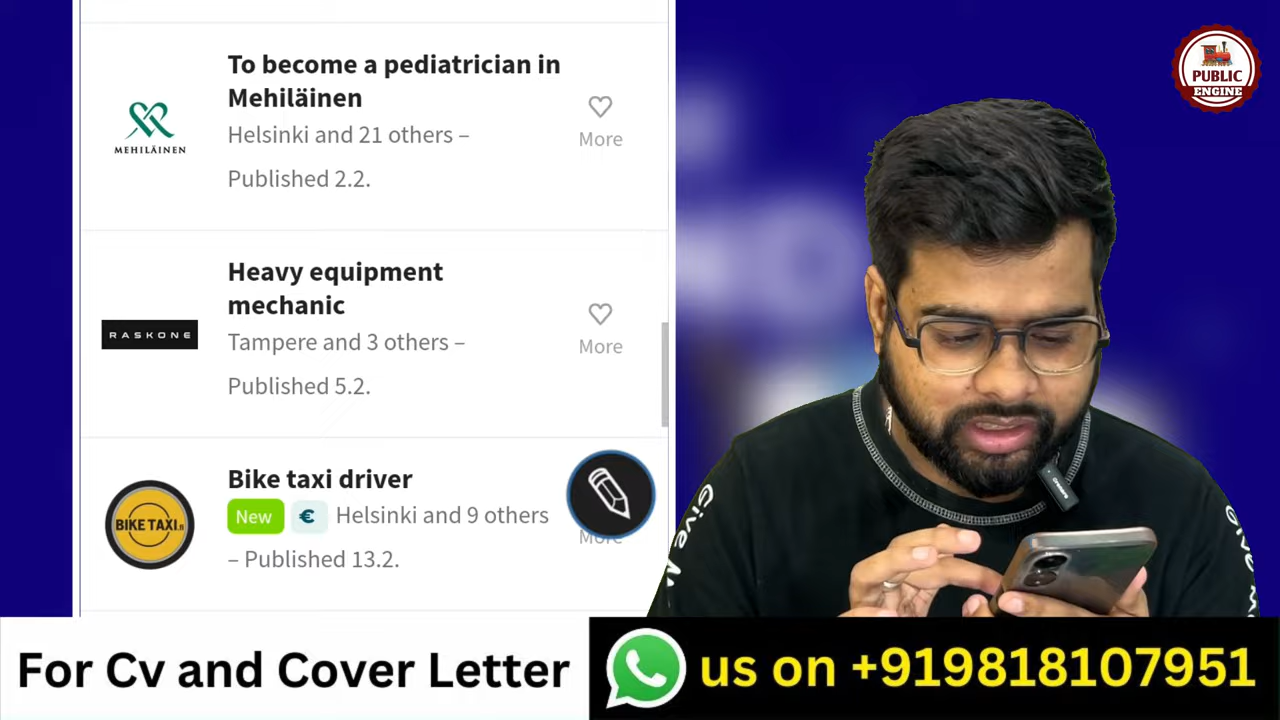 To become a pediatrician in
Mehiläinen
Helsinki and 21 others –
Published 2.2.
MEHILÄINEN
More
Heavy equipment
mechanic
Tampere and 3 others –
Published 5.2.
RASKONE
More
Bike taxi driver
New € Helsinki and 9 others
– Published 13.2.
BIKE TAXI.fi
More
PUBLIC
ENGINE
For Cv and Cover Letter
us on +919818107951